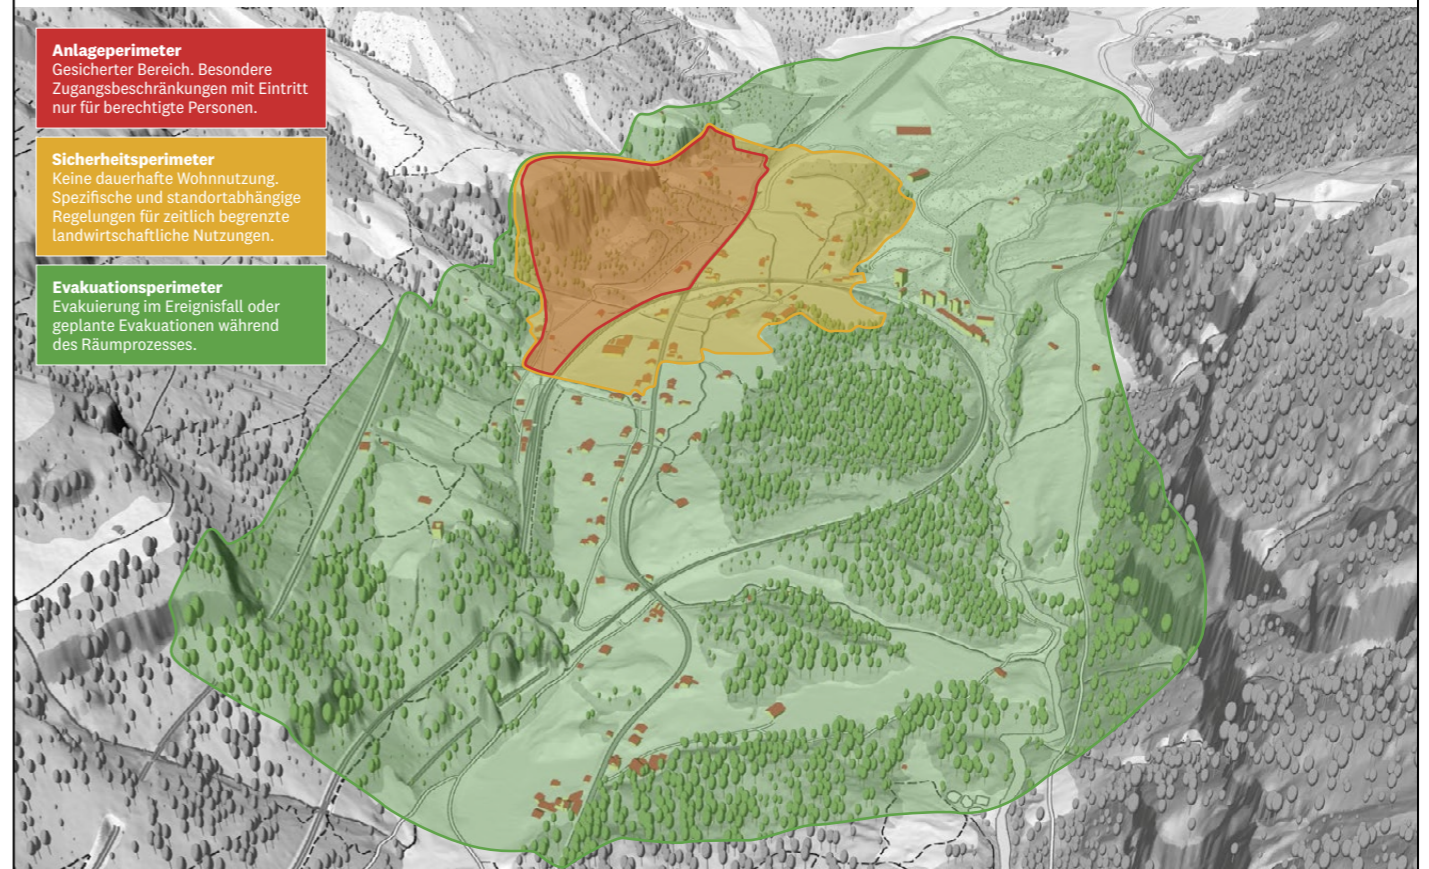 Anlageperimeter
Gesicherter Bereich. Besondere
Zugangsbeschränkungen mit Eintritt
nur für berechtigte Personen.
Sicherheitsperimeter
Keine dauerhafte Wohnnutzung.
Spezifische und standortabhängige
Regelungen für zeitlich begrenzte
landwirtschaftliche Nutzungen.
Evakuationsperimeter
Evakuierung im Ereignisfall oder
geplante Evakuationen während
des Räumprozesses.